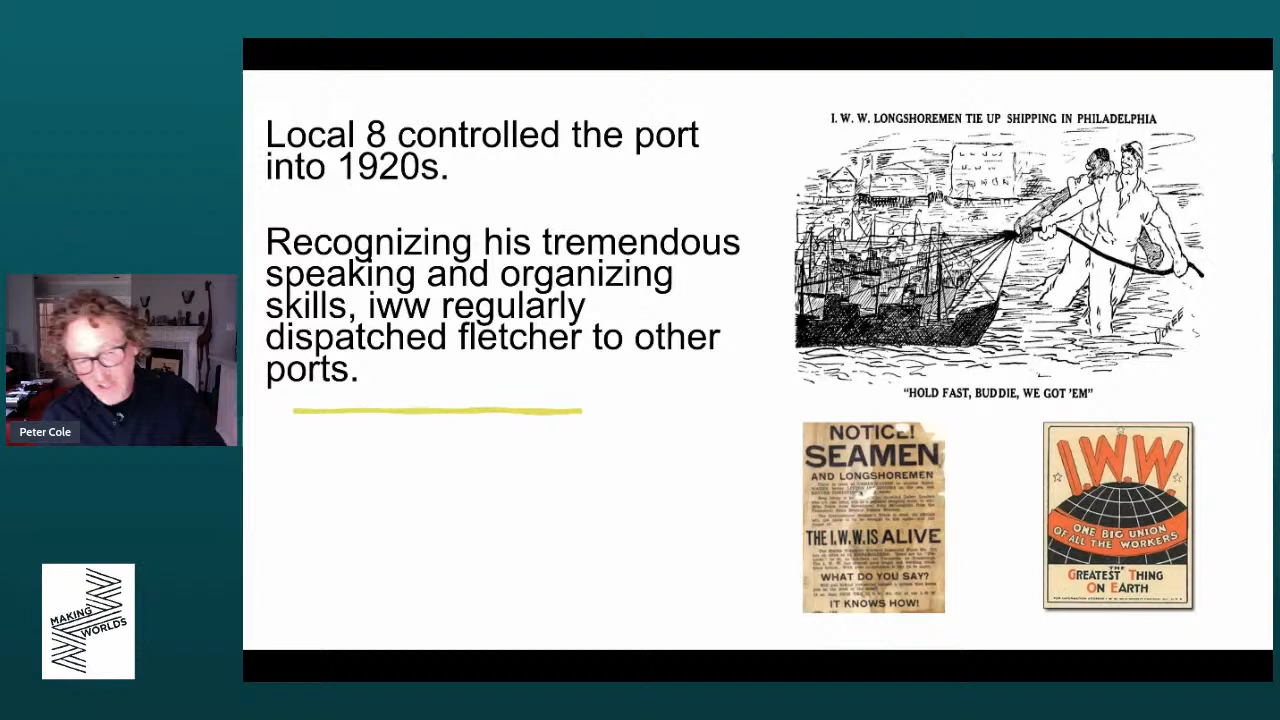 Local 8 controlled the port
into 1920s.
Recognizing his tremendous
speaking and organizing
skills, iww regularly
dispatched fletcher to other
ports.
I. W. W. LONGSHOREMEN TIE UP SHIPPING IN PHILADELPHIA
"HOLD FAST, BUDDIE, WE GOT 'EM"
NOTICE!
SEAMEN
AND LONGSHOREMEN
THE I.W.W. IS ALIVE
WHAT DO YOU SAY?
IT KNOWS HOW!
I.W.W.
ONE BIG UNION
OF ALL THE WORKERS
THE
GREATEST THING
ON EARTH
Peter Cole
MAKING
WORLDS